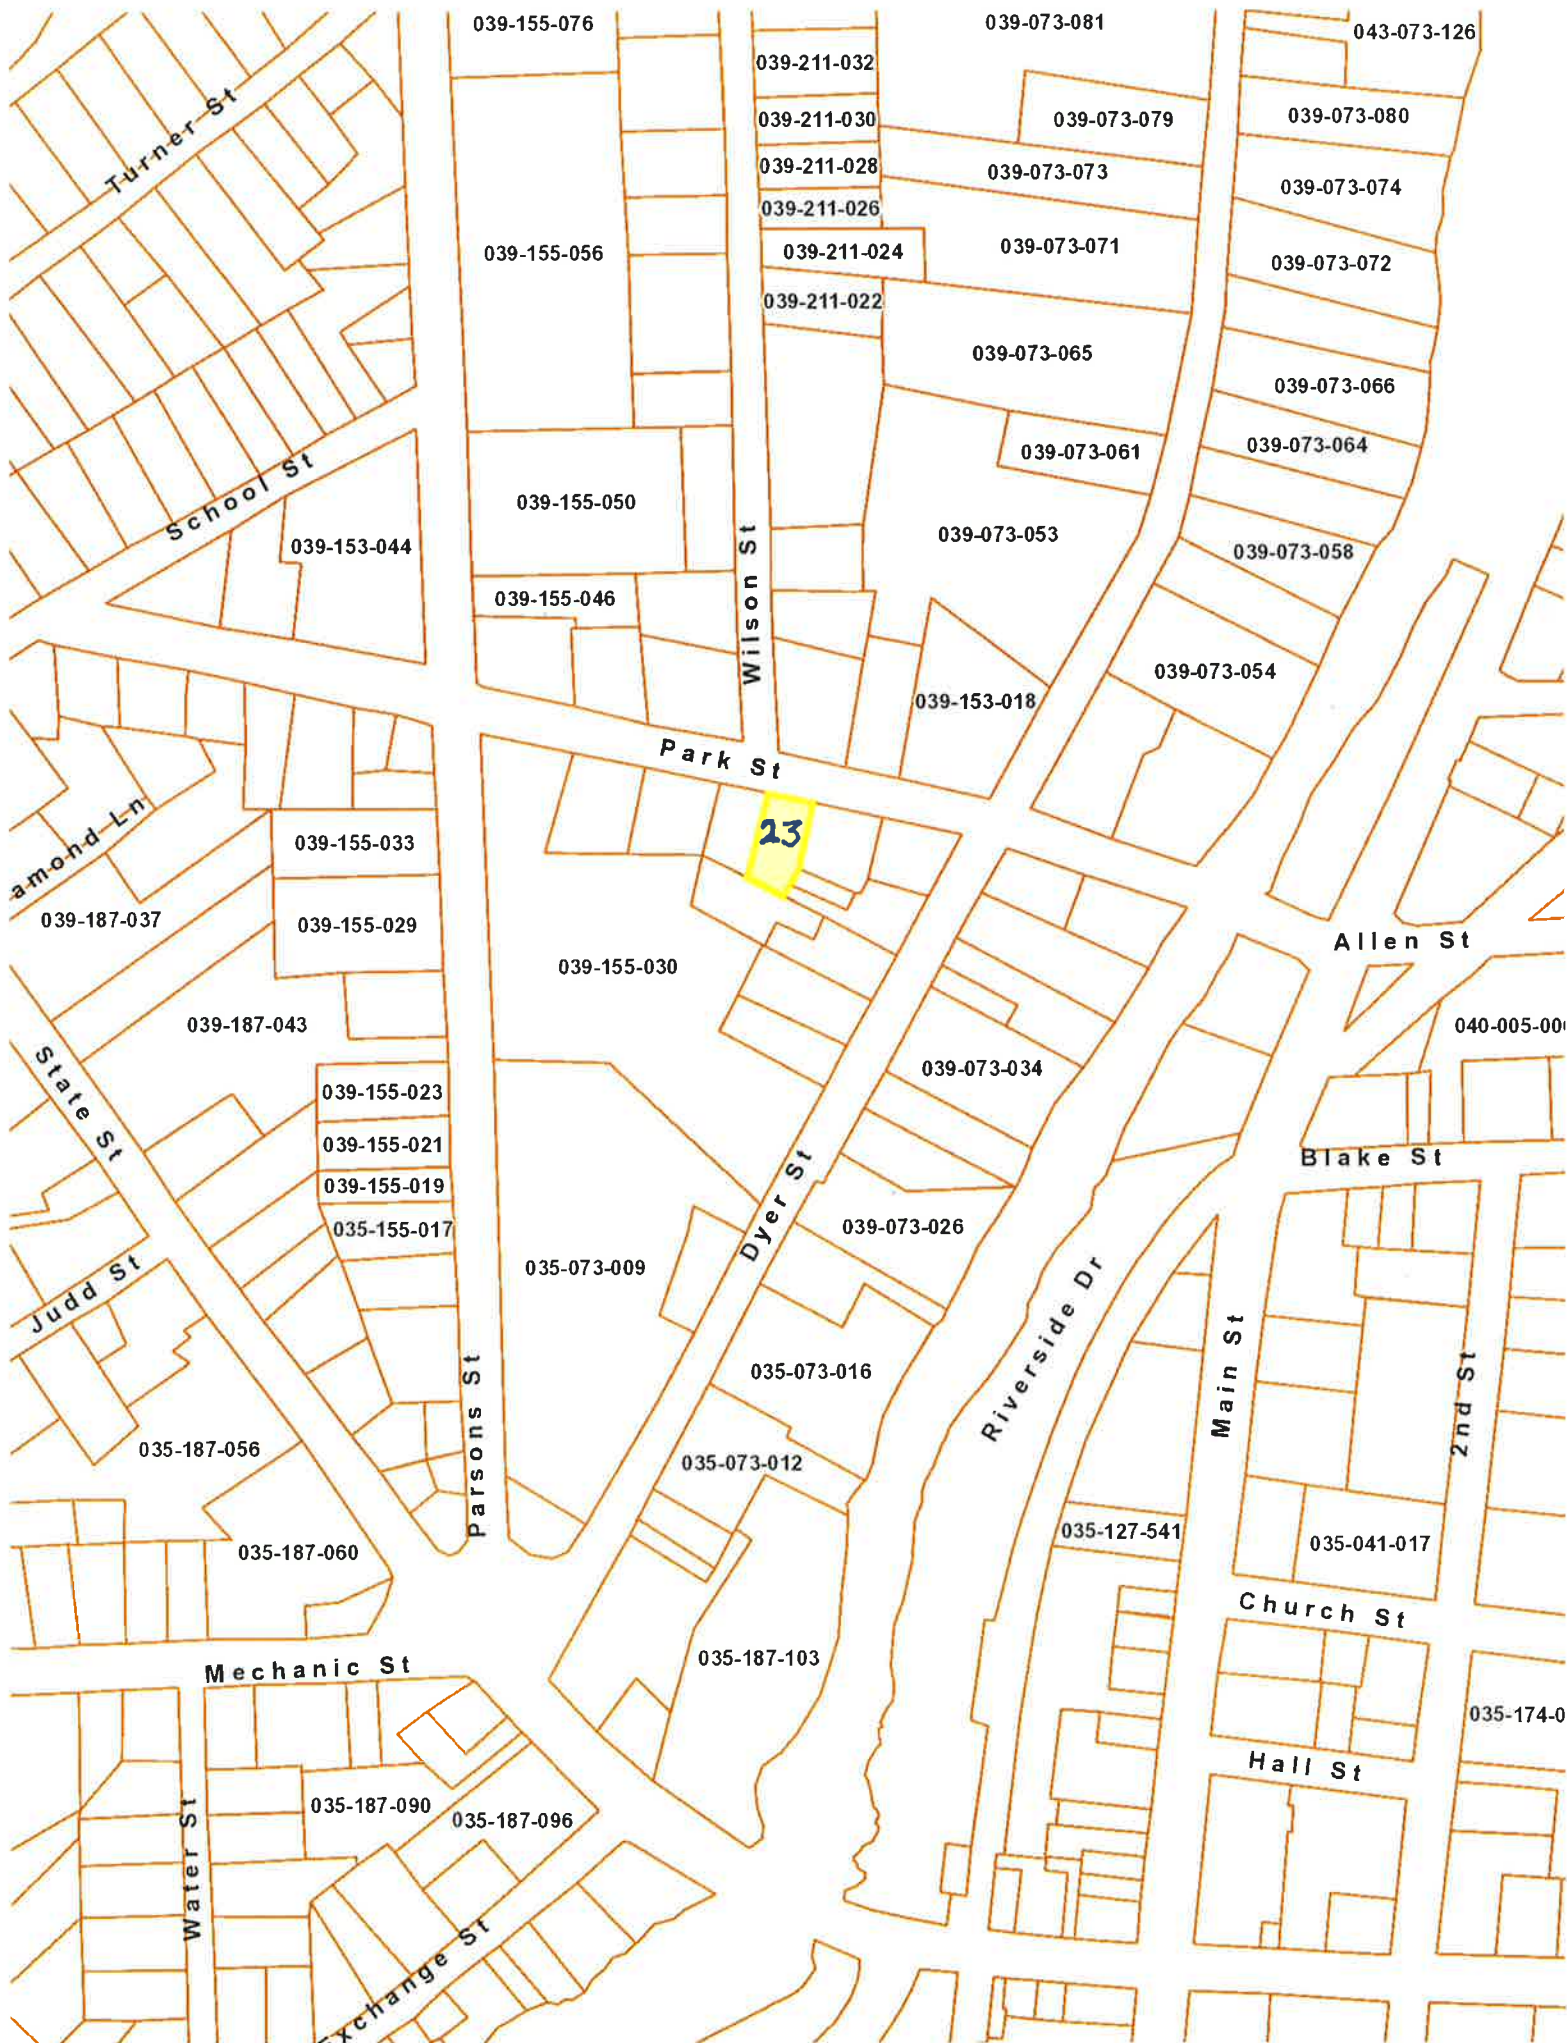 039-155-076
039-073-081
043-073-126
039-211-032
Turner St
039-211-030
039-073-079
039-073-080
039-211-028
039-073-073
039-073-074
039-211-026
039-155-056
039-211-024
039-073-071
039-073-072
039-211-022
039-073-065
039-073-066
039-073-061
039-073-064
School St
039-155-050
039-153-044
039-073-053
039-073-058
Wilson St
039-155-046
039-073-054
039-153-018
Park St
23
amond Ln
039-155-033
039-187-037
039-155-029
Allen St
039-155-030
039-187-043
040-005-00
State St
039-155-023
039-073-034
039-155-021
Blake St
039-155-019
035-155-017
Dyer St
039-073-026
035-073-009
Judd St
Riverside Dr
Main St
035-073-016
2nd St
Parsons St
035-187-056
035-073-012
035-127-541
035-041-017
035-187-060
Church St
Mechanic St
035-187-103
035-174-0
Hall St
035-187-090
035-187-096
Water St
Exchange St